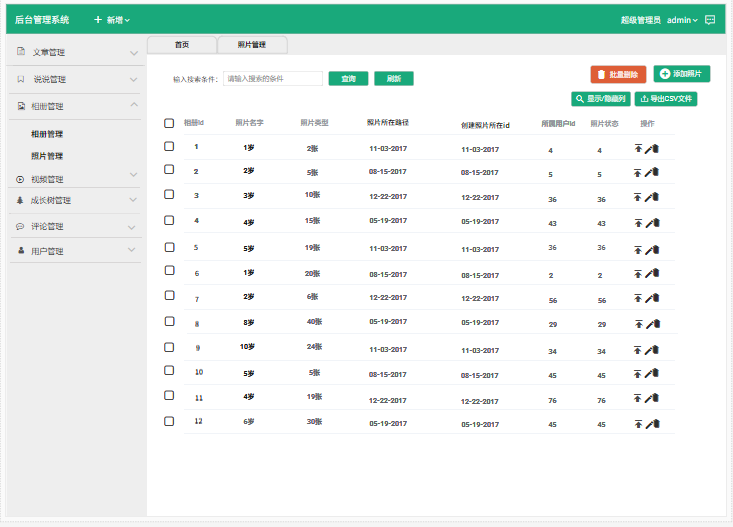 后台管理系统 新增 超级管理员 admin
首页 照片管理
文章管理
说说管理
相册管理
相册管理
照片管理
视频管理
成长树管理
评论管理
用户管理
输入搜索条件： 请输入搜索的条件 查询 刷新 批量删除 添加照片
显示/隐藏列 导出CSV文件
相册id 照片名字 照片类型 照片所在路径 创建照片所在id 所属用户id 照片状态 操作
1 1岁 2张 11-03-2017 11-03-2017 4 4
2 2岁 5张 08-15-2017 08-15-2017 5 5
3 3岁 10张 12-22-2017 12-22-2017 36 36
4 4岁 15张 05-19-2017 05-19-2017 43 43
5 5岁 19张 11-03-2017 11-03-2017 36 36
6 1岁 20张 08-15-2017 08-15-2017 2 2
7 2岁 6张 12-22-2017 12-22-2017 56 56
8 8岁 40张 05-19-2017 05-19-2017 29 29
9 10岁 24张 11-03-2017 11-03-2017 34 34
10 5岁 5张 08-15-2017 08-15-2017 45 45
11 4岁 19张 12-22-2017 12-22-2017 76 76
12 6岁 30张 05-19-2017 05-19-2017 45 45